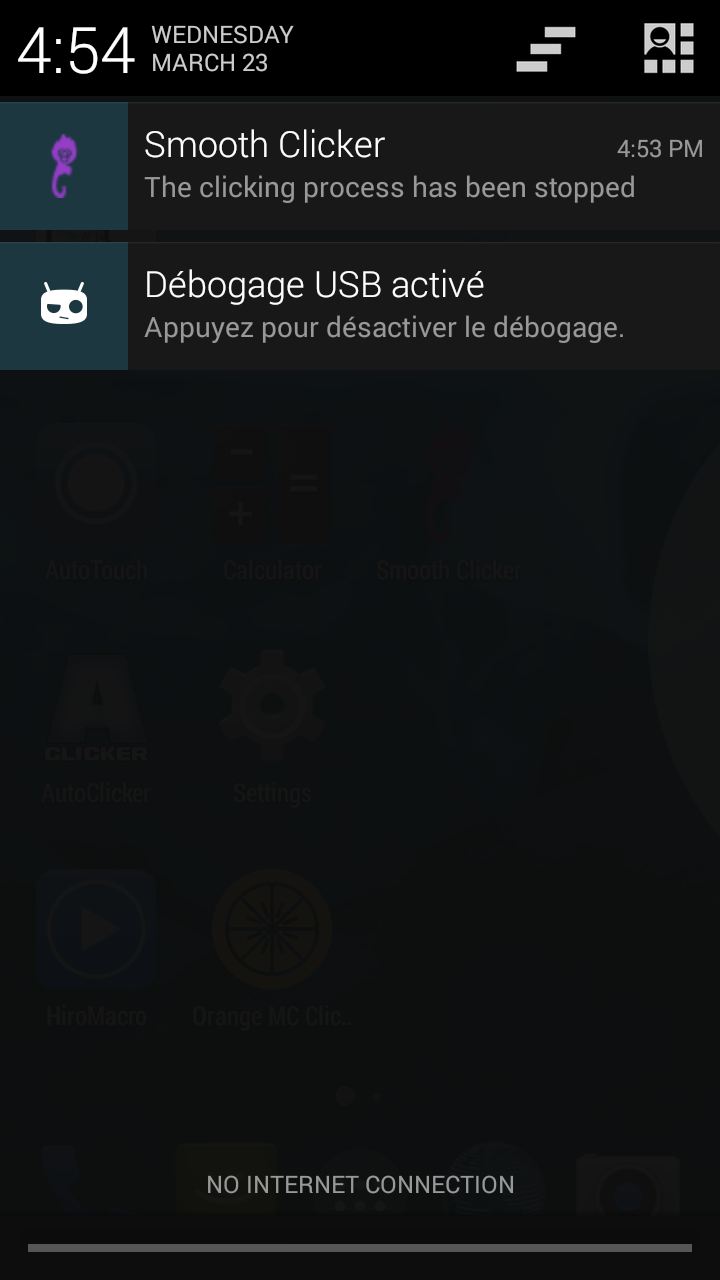 4:54
WEDNESDAY
MARCH 23
Smooth Clicker
4:53 PM
The clicking process has been stopped
Débogage USB activé
Appuyez pour désactiver le débogage.
AutoTouch
Calculator
Smooth Clicker
A
CLICKER
AutoClicker
Settings
HiroMacro
Orange MC Clic..
NO INTERNET CONNECTION